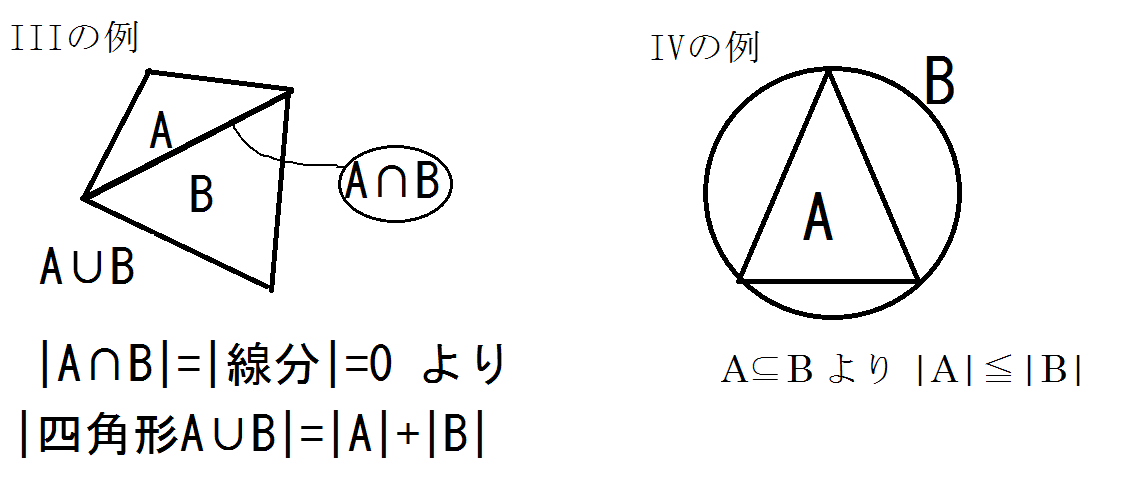 IIIの例
A
B
A∩B
A∪B
|A∩B|=|線分|=0 より
|四角形A∪B|=|A|+|B|
IVの例
B
A
A⊆B より |A|≦|B|